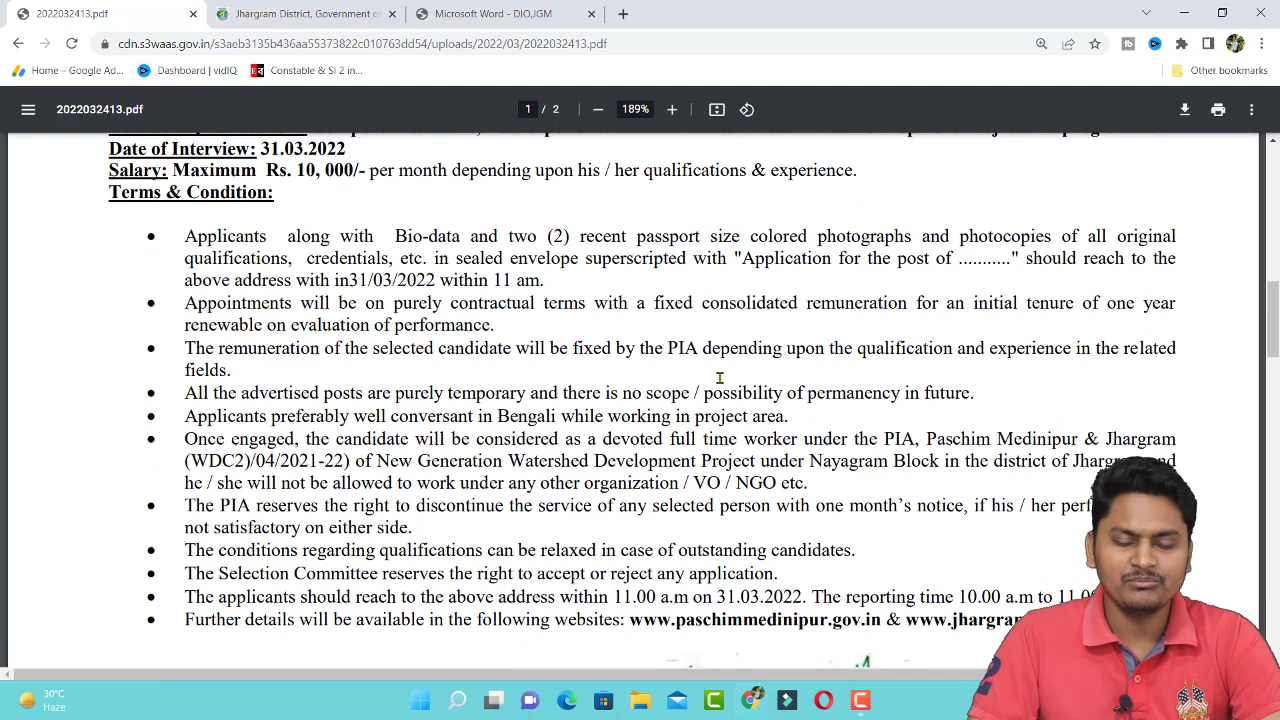 2022032413.pdf
Jhargram District, Government of
Microsoft Word - DIO,JGM
cdn.s3waas.gov.in/s3aeb3135b436aa55373822c010763dd54/uploads/2022/03/2022032413.pdf
Home – Google Ad...
Dashboard | vidIQ
Constable & SI 2 in...
Other bookmarks
2022032413.pdf
1 / 2
189%
Date of Interview: 31.03.2022
Salary: Maximum Rs. 10, 000/- per month depending upon his / her qualifications & experience.
Terms & Condition:
• Applicants along with Bio-data and two (2) recent passport size colored photographs and photocopies of all original
qualifications, credentials, etc. in sealed envelope superscripted with "Application for the post of ..........." should reach to the
above address with in31/03/2022 within 11 am.
• Appointments will be on purely contractual terms with a fixed consolidated remuneration for an initial tenure of one year
renewable on evaluation of performance.
• The remuneration of the selected candidate will be fixed by the PIA depending upon the qualification and experience in the related
fields.
• All the advertised posts are purely temporary and there is no scope / possibility of permanency in future.
• Applicants preferably well conversant in Bengali while working in project area.
• Once engaged, the candidate will be considered as a devoted full time worker under the PIA, Paschim Medinipur & Jhargram
(WDC2)/04/2021-22) of New Generation Watershed Development Project under Nayagram Block in the district of
he / she will not be allowed to work under any other organization / VO / NGO etc.
• The PIA reserves the right to discontinue the service of any selected person with one month's notice, if his / her
not satisfactory on either side.
• The conditions regarding qualifications can be relaxed in case of outstanding candidates.
• The Selection Committee reserves the right to accept or reject any application.
• The applicants should reach to the above address within 11.00 a.m on 31.03.2022. The reporting time 10.00 a.m to
• Further details will be available in the following websites: www.paschimmedinipur.gov.in &
30°C
Haze